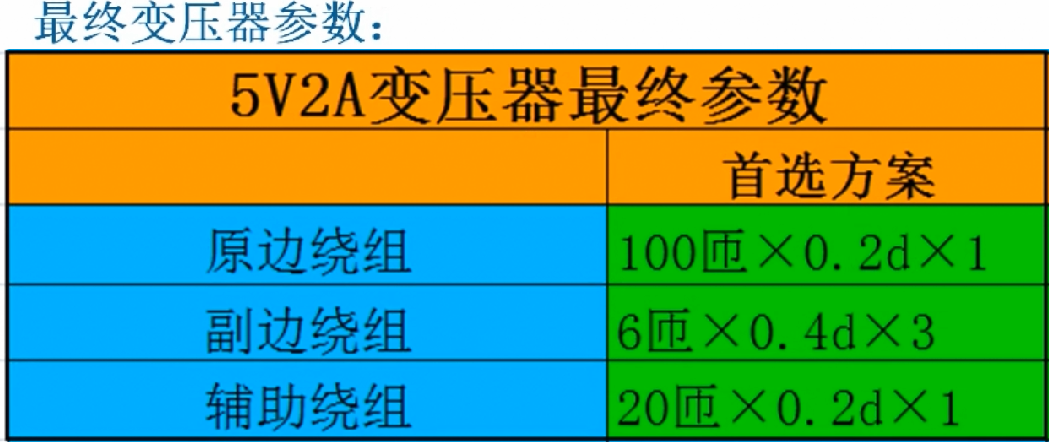 最终变压器参数：
5V2A变压器最终参数
首选方案
原边绕组 100匝×0.2d×1
副边绕组 6匝×0.4d×3
辅助绕组 20匝×0.2d×1